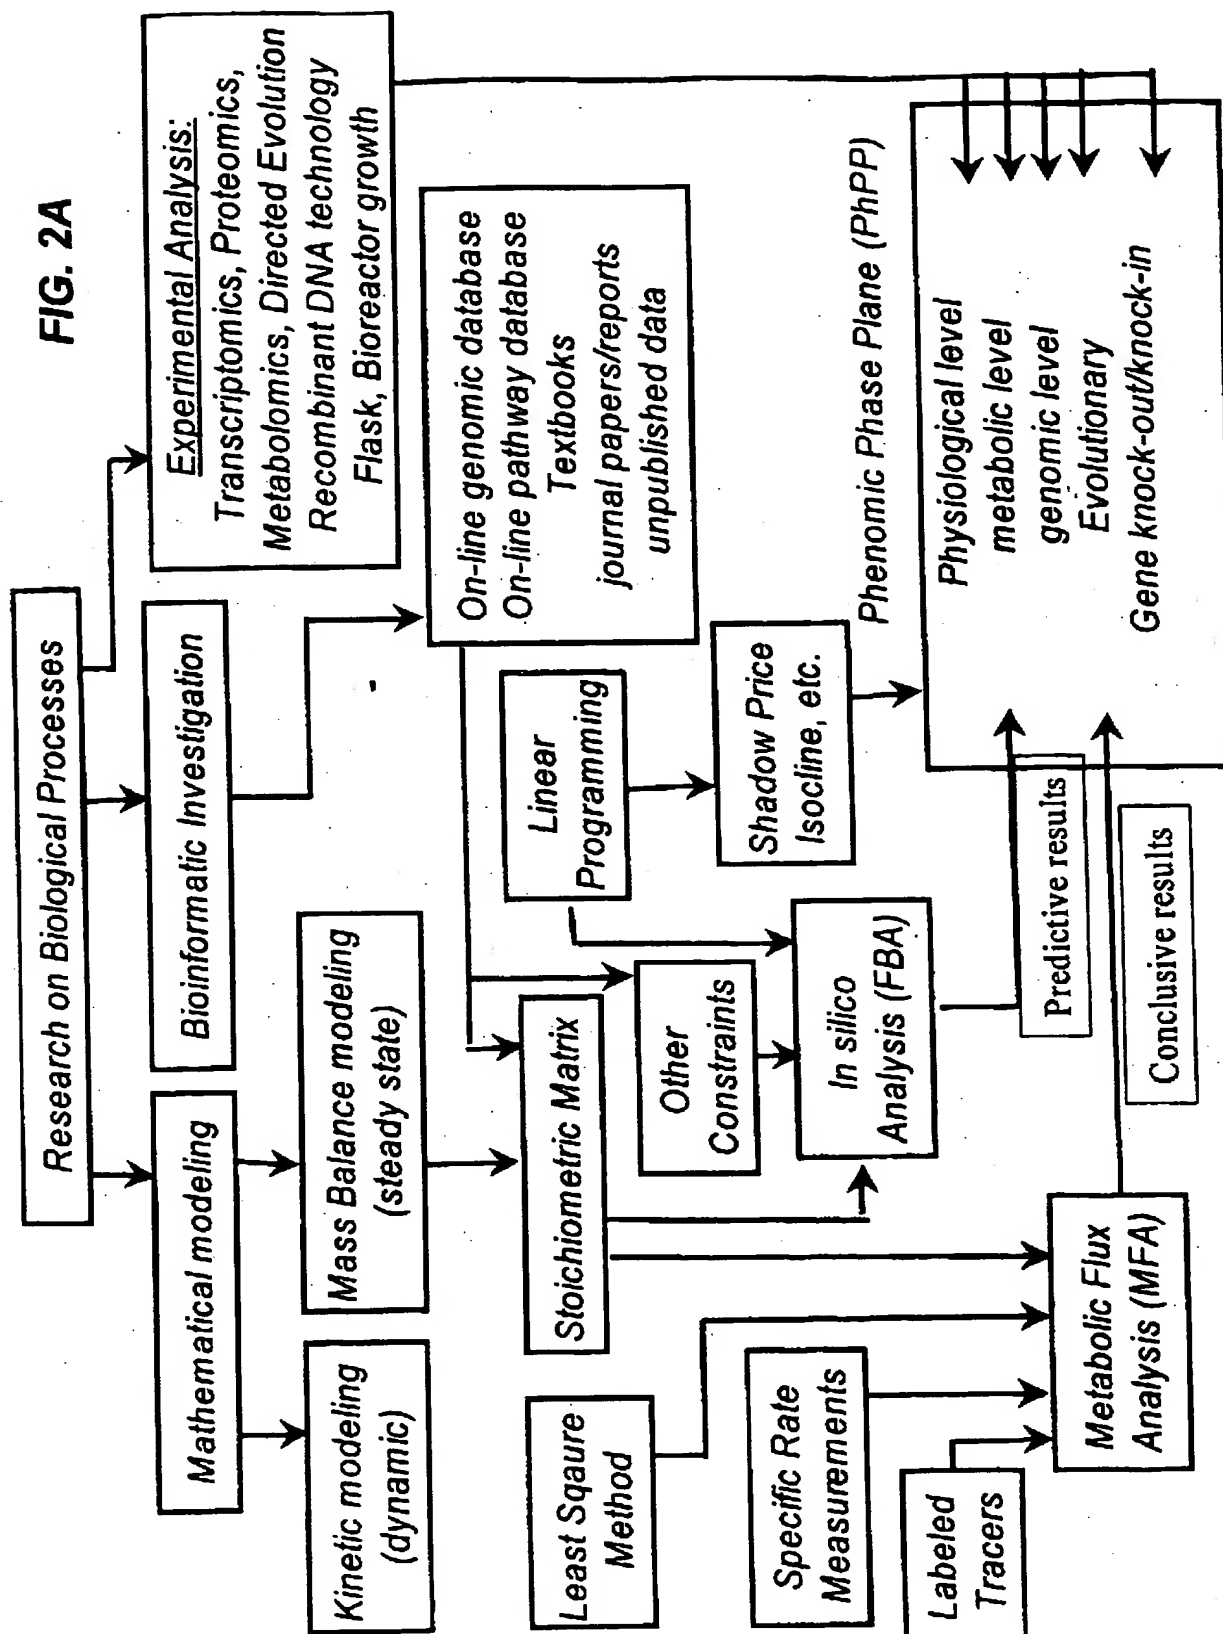 FIG. 2A
Research on Biological Processes
Mathematical modeling
Bioinformatic Investigation
Experimental Analysis:
Transcriptomics, Proteomics,
Metabolomics, Directed Evolution
Recombinant DNA technology
Flask, Bioreactor growth
Kinetic modeling
(dynamic)
Mass Balance modeling
(steady state)
On-line genomic database
On-line pathway database
Textbooks
journal papers/reports
unpublished data
Least Sqaure
Method
Stoichiometric Matrix
Linear
Programming
Other
Constraints
Shadow Price
Isocline, etc.
Specific Rate
Measurements
In silico
Analysis (FBA)
Phenomic Phase Plane (PhPP)
Labeled
Tracers
Physiological level
metabolic level
genomic level
Evolutionary
Gene knock-out/knock-in
Predictive results
Metabolic Flux
Analysis (MFA)
Conclusive results